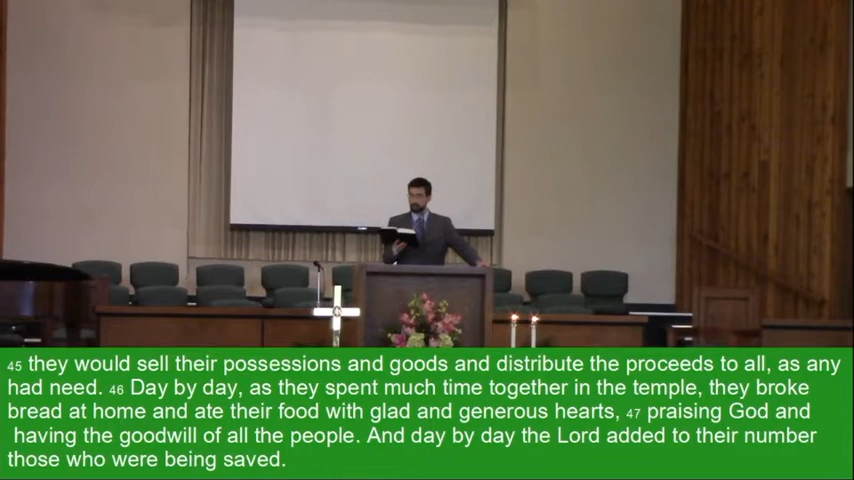 45 they would sell their possessions and goods and distribute the proceeds to all, as any
had need. 46 Day by day, as they spent much time together in the temple, they broke
bread at home and ate their food with glad and generous hearts, 47 praising God and
having the goodwill of all the people. And day by day the Lord added to their number
those who were being saved.